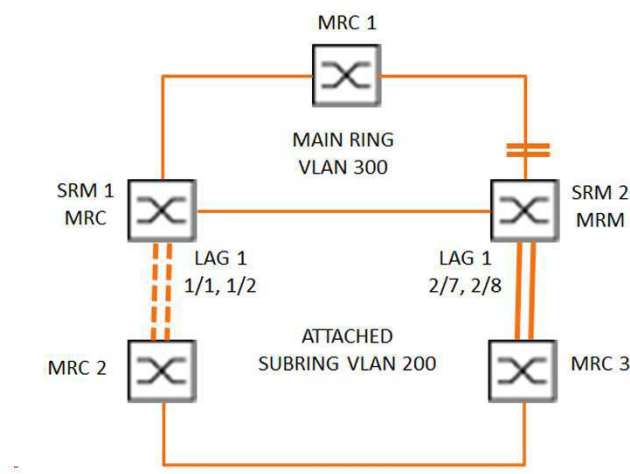 MRC 1
MAIN RING
VLAN 300
SRM 1
MRC
SRM 2
MRM
LAG 1
1/1, 1/2
LAG 1
2/7, 2/8
ATTACHED
SUBRING VLAN 200
MRC 2
MRC 3